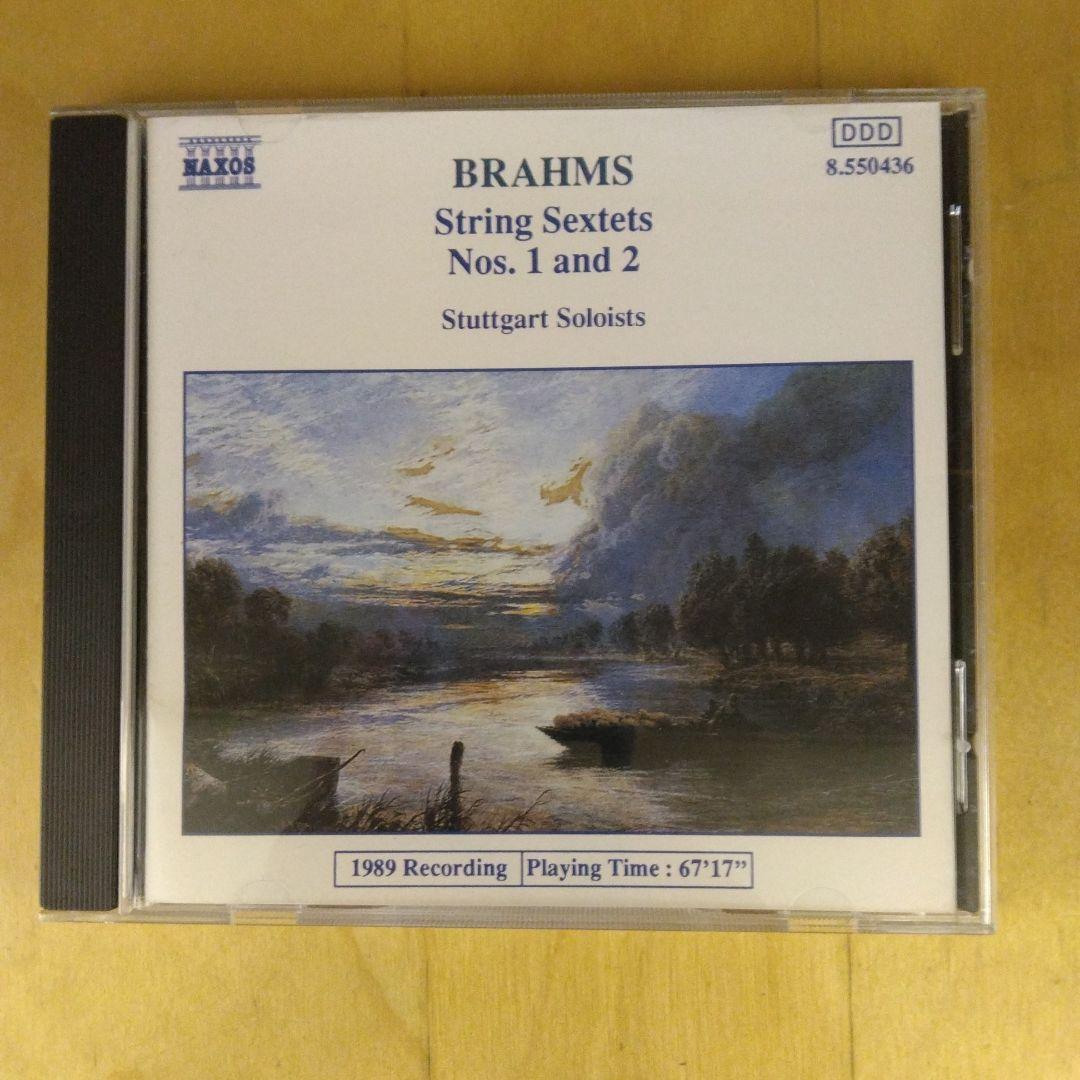 NAXOS
DDD
8.550436
BRAHMS
String Sextets
Nos. 1 and 2
Stuttgart Soloists
1989 Recording
Playing Time : 67’17”